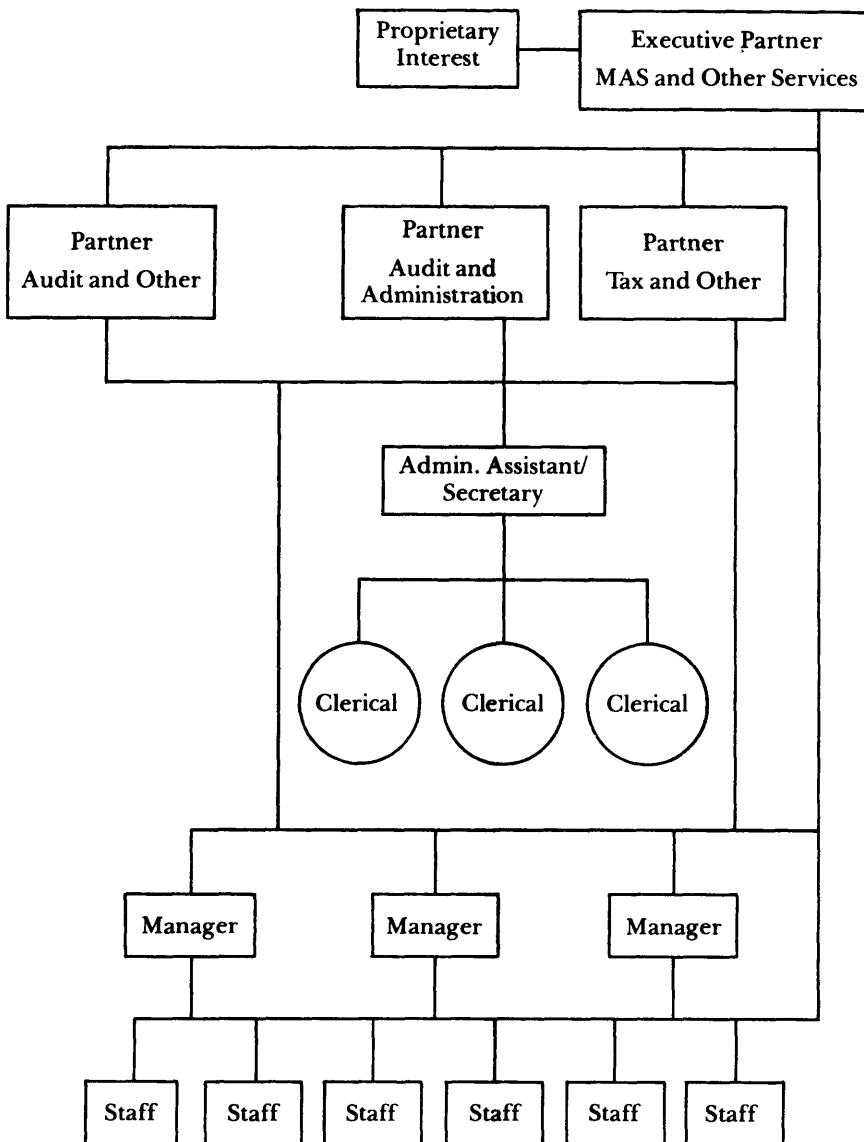 Proprietary
Interest
Executive Partner
MAS and Other Services
Partner
Audit and Other
Partner
Audit and
Administration
Partner
Tax and Other
Admin. Assistant/
Secretary
Clerical
Clerical
Clerical
Manager
Manager
Manager
Staff
Staff
Staff
Staff
Staff
Staff